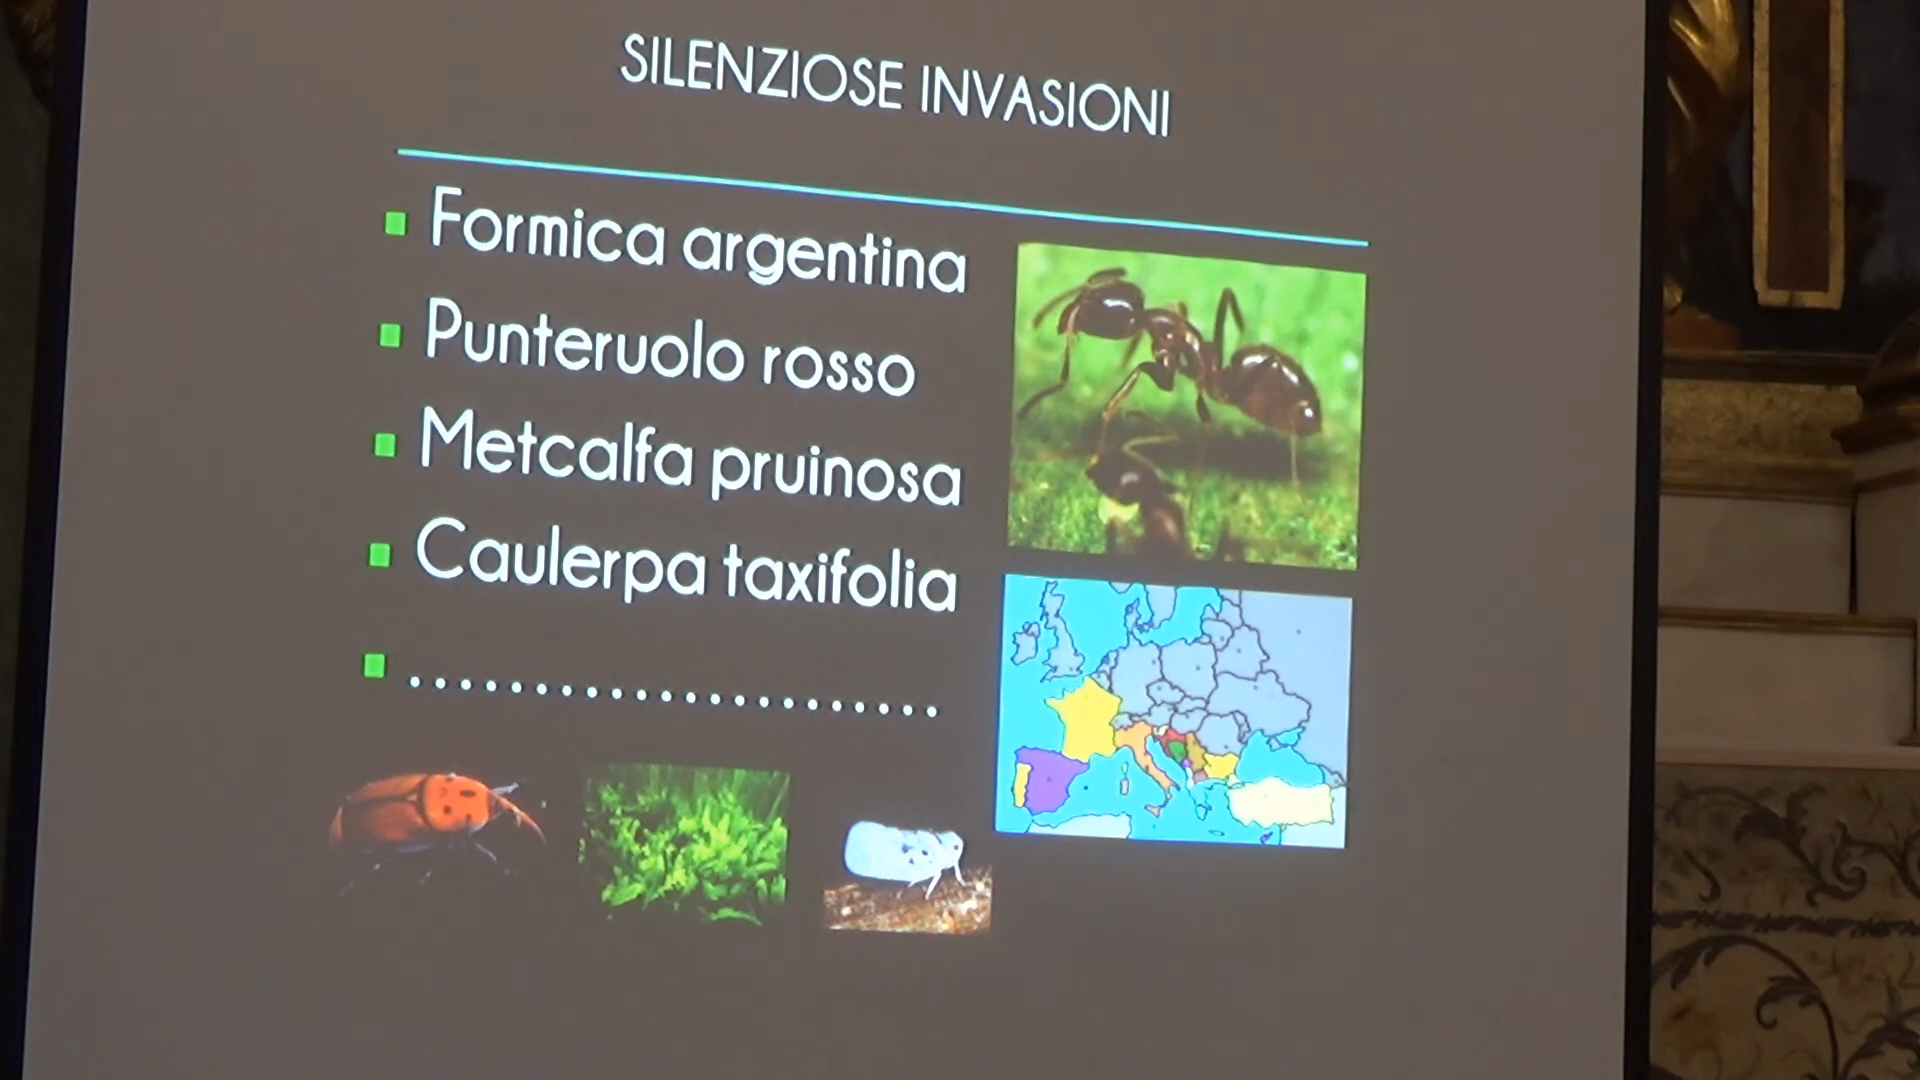 SILENZIOSE INVASIONI
Formica argentina
Punteruolo rosso
Metcalfa pruinosa
Caulerpa taxifolia
.....................